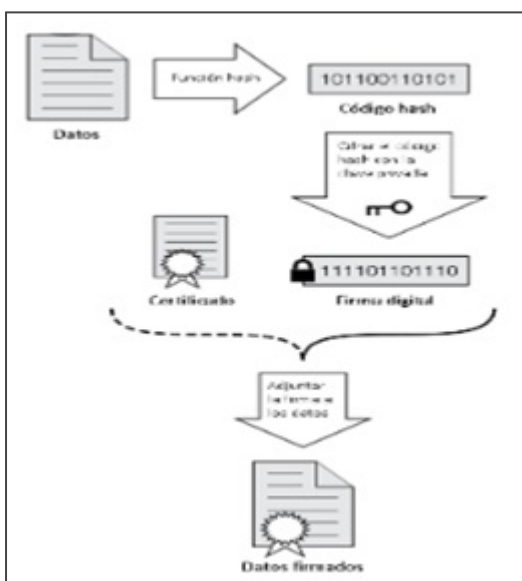 Función hash
101100110101
Código hash
Datos
Cifrar el código
hash con la
clave privada
111101101110
Certificado
Firma digital
Adjuntar
la firma a
los datos
Datos firmados